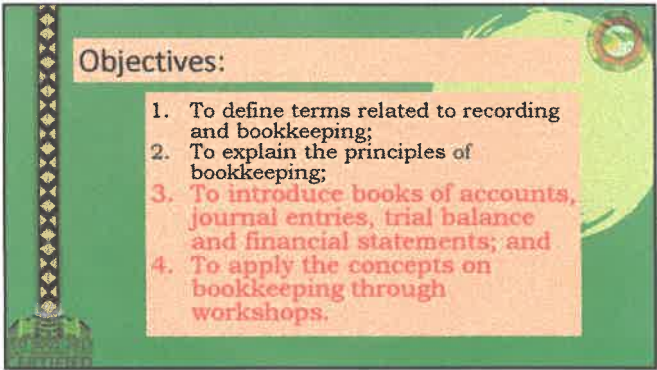 Objectives:
1. To define terms related to recording
and bookkeeping;
2. To explain the principles of
bookkeeping;
3. To introduce books of accounts,
journal entries, trial balance
and financial statements; and
4. To apply the concepts on
bookkeeping through
workshops.